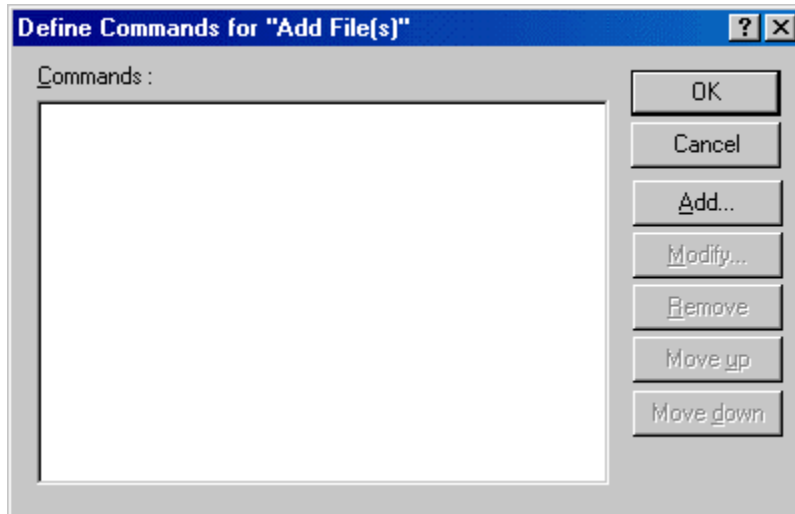 Define Commands for "Add File(s)"
Commands :
OK
Cancel
Add...
Modify...
Remove
Move up
Move down